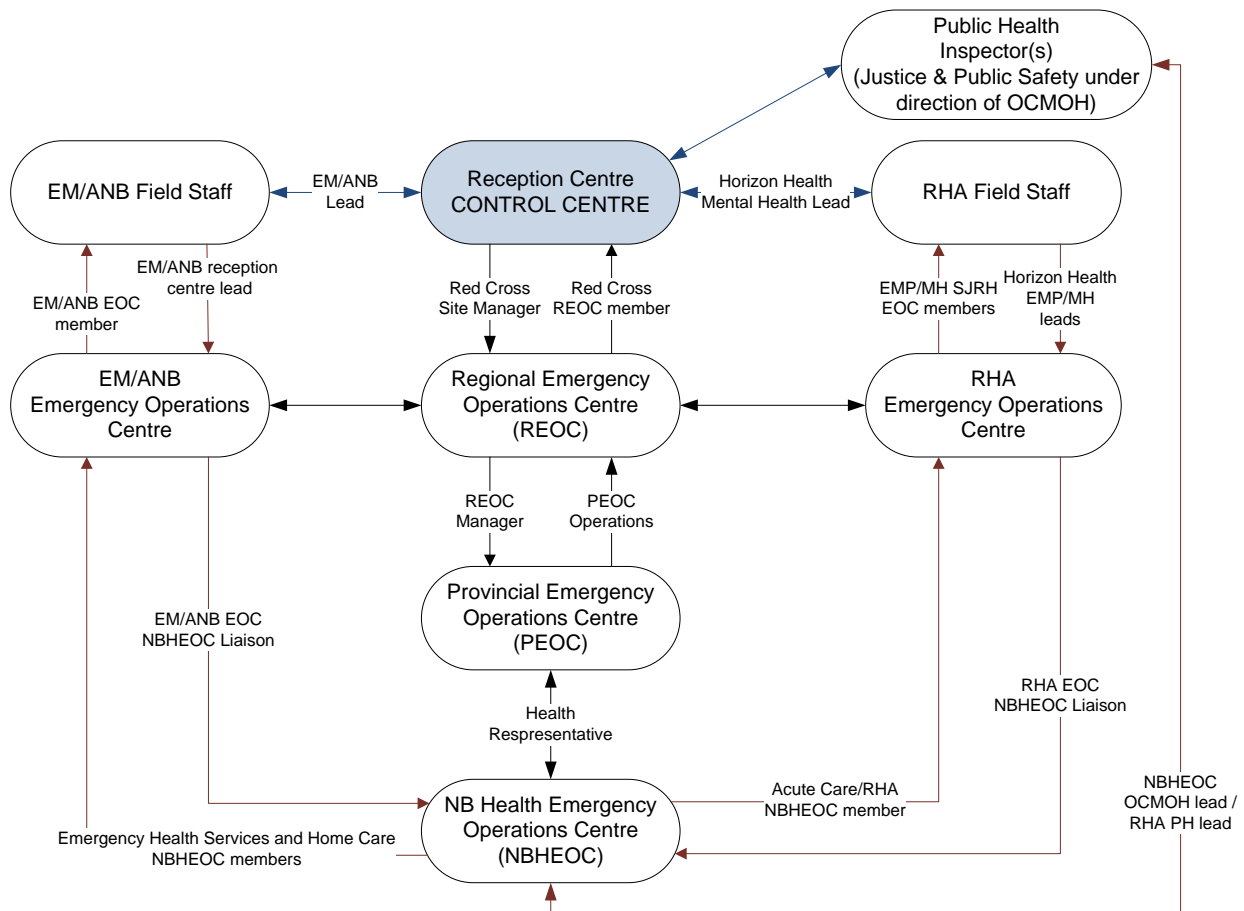 Public Health
Inspector(s)
(Justice & Public Safety under
direction of OCMOH)
EM/ANB Field Staff
EM/ANB
Lead
Reception Centre
CONTROL CENTRE
Horizon Health
Mental Health Lead
RHA Field Staff
EM/ANB EOC
member
EM/ANB reception
centre lead
Red Cross
Site Manager
Red Cross
REOC member
EMP/MH SJRH
EOC members
Horizon Health
EMP/MH
leads
EM/ANB
Emergency Operations
Centre
Regional Emergency
Operations Centre
(REOC)
RHA
Emergency Operations
Centre
REOC
Manager
PEOC
Operations
Provincial Emergency
Operations Centre
(PEOC)
EM/ANB EOC
NBHEOC Liaison
RHA EOC
NBHEOC Liaison
Health
Respresentative
Emergency Health Services and Home Care
NBHEOC members
NB Health Emergency
Operations Centre
(NBHEOC)
Acute Care/RHA
NBHEOC member
NBHEOC
OCMOH lead /
RHA PH lead